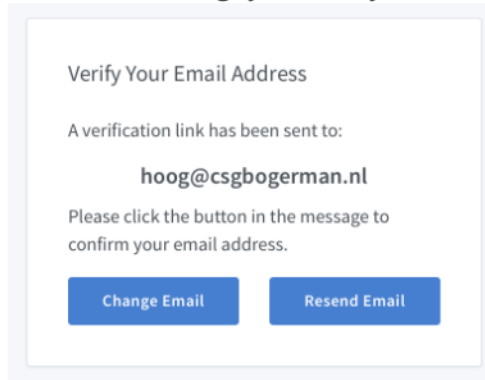 Verify Your Email Address
A verification link has been sent to:
hoog@csgbogerman.nl
Please click the button in the message to
confirm your email address.
Change Email
Resend Email